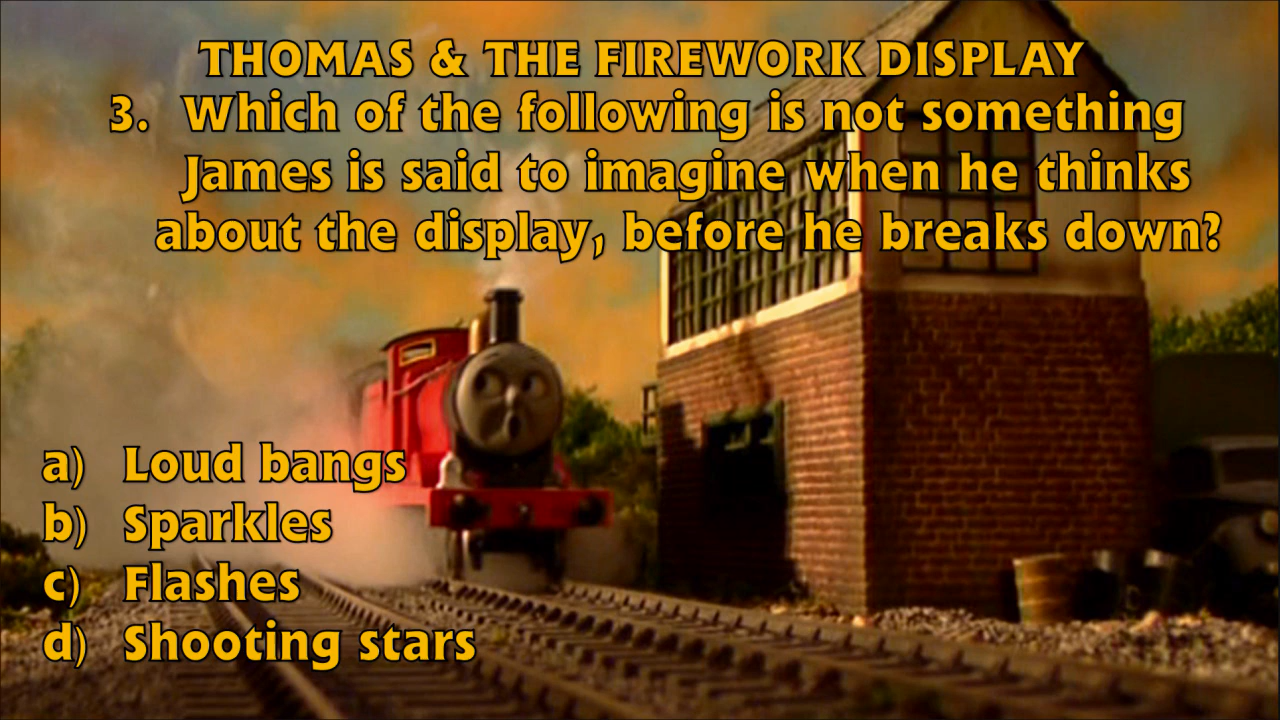 THOMAS & THE FIREWORK DISPLAY
3. Which of the following is not something
James is said to imagine when he thinks
about the display, before he breaks down?
a) Loud bangs
b) Sparkles
c) Flashes
d) Shooting stars